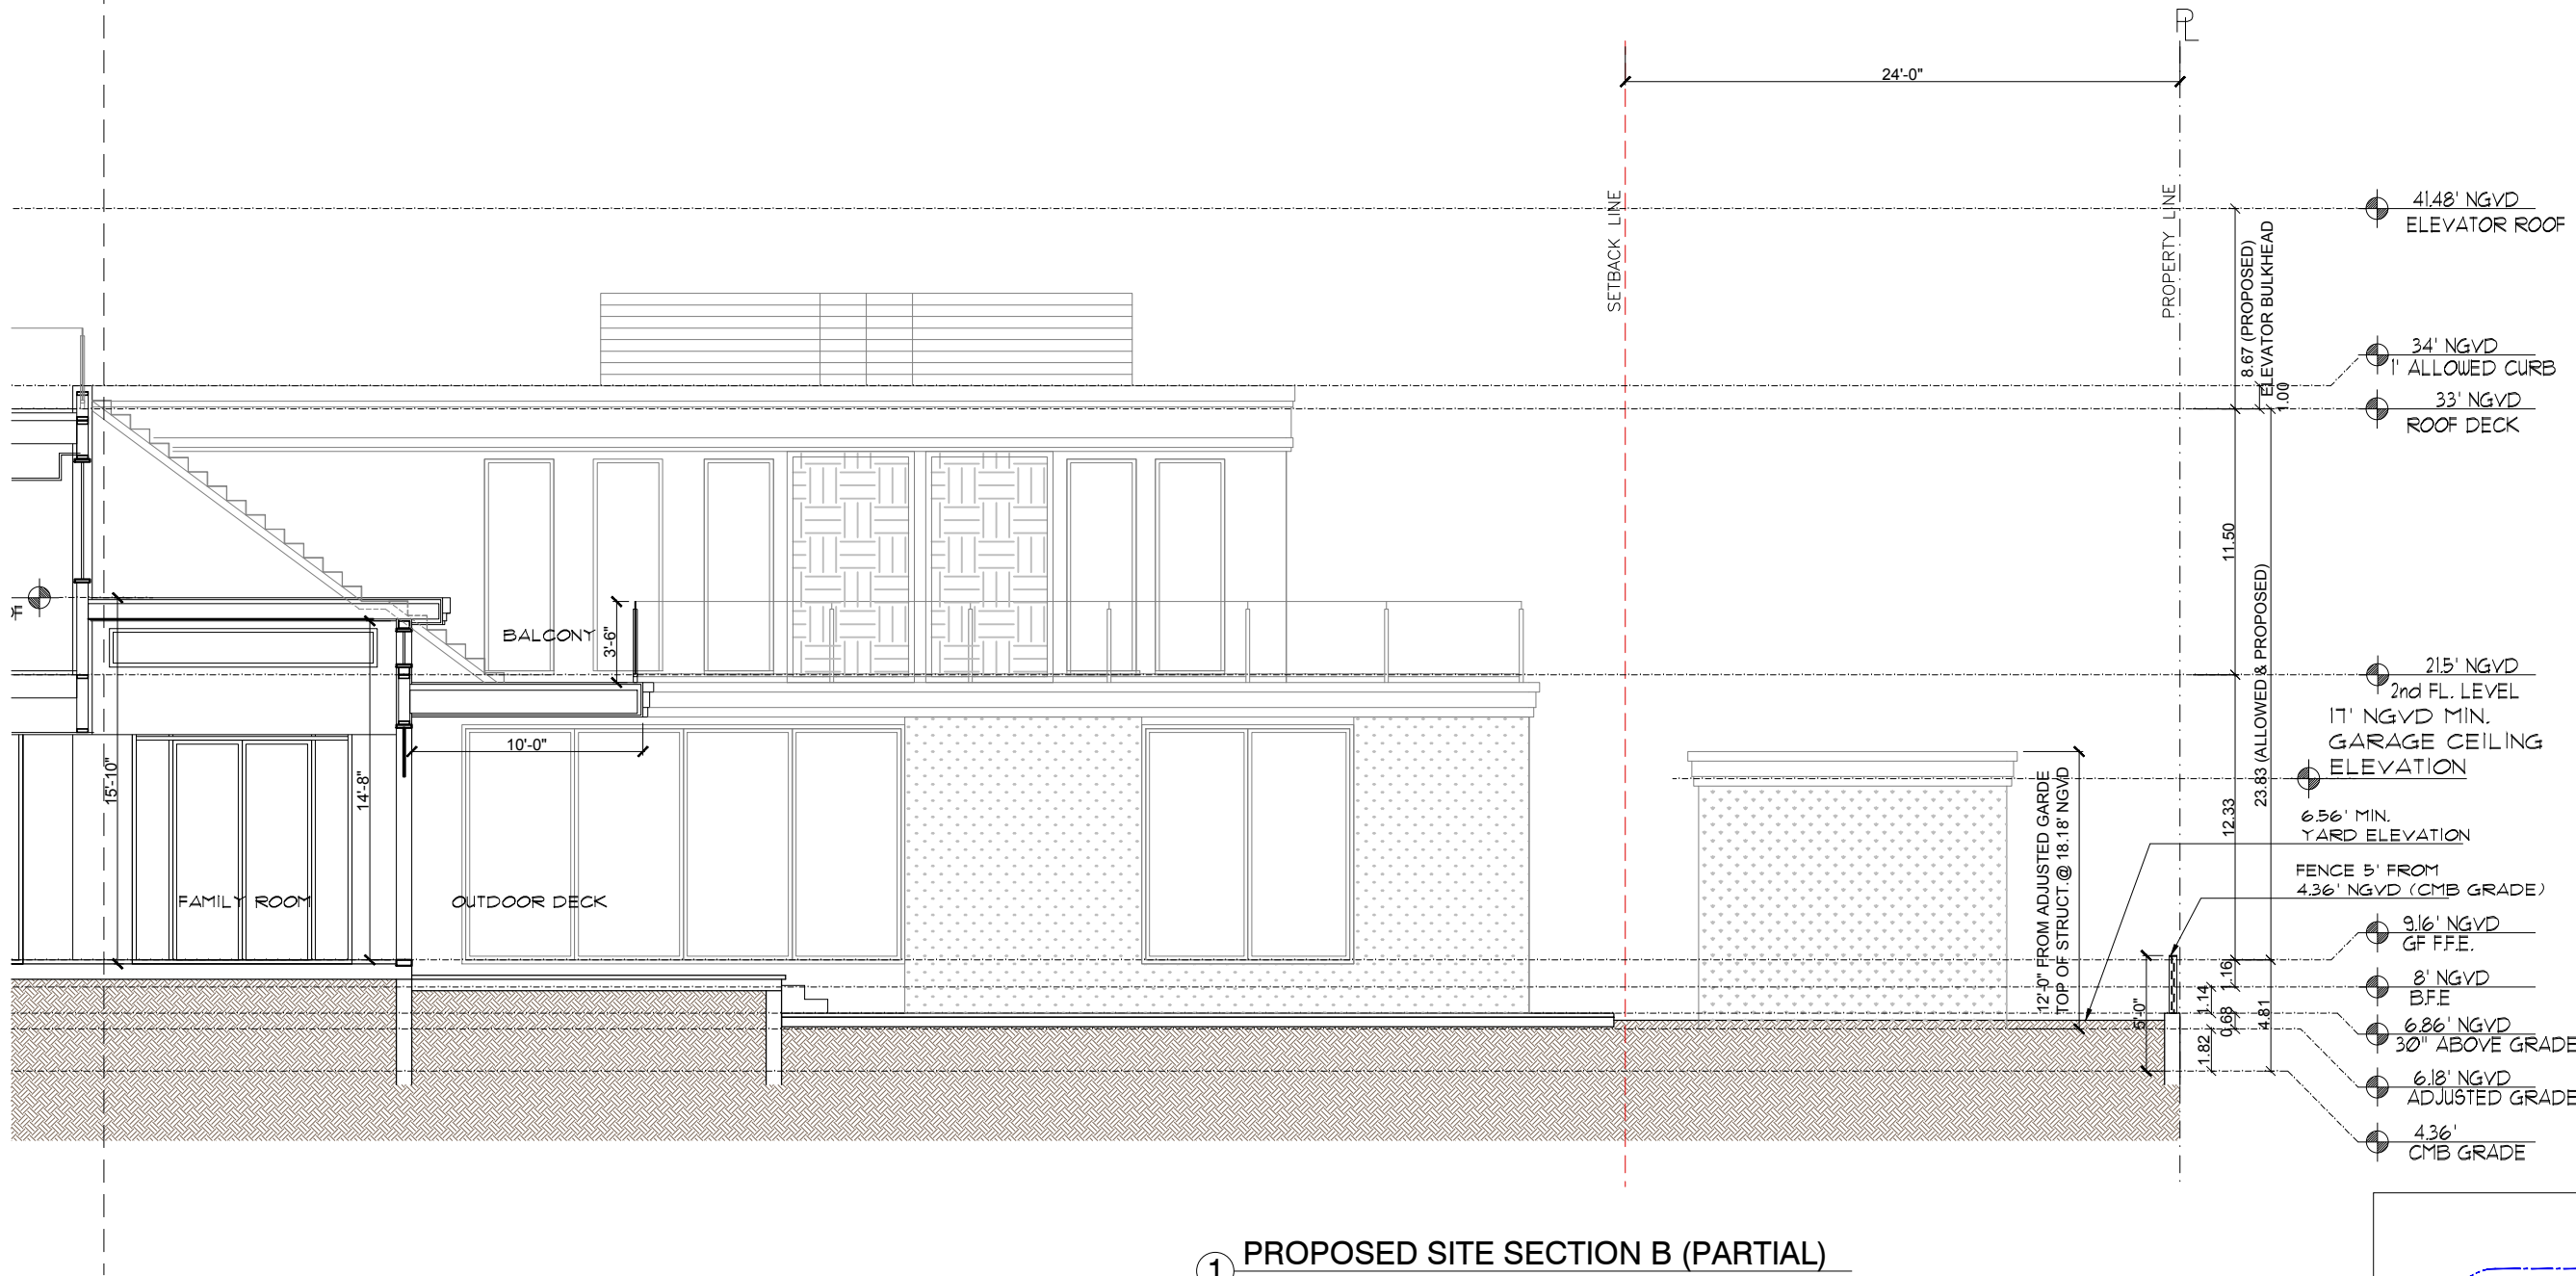 PL
24'-0"
SETBACK LINE
PROPERTY LINE
41.48' NGVD
ELEVATOR ROOF
8.67 (PROPOSED)
ELEVATOR BULKHEAD
34' NGVD
1' ALLOWED CURB
1.00
33' NGVD
ROOF DECK
11.50
23.83 (ALLOWED & PROPOSED)
BALCONY
3'-6"
21.5' NGVD
2nd FL. LEVEL
17' NGVD MIN.
GARAGE CEILING
ELEVATION
10'-0"
15'-10"
14'-8"
12'-0" FROM ADJUSTED GARDE
TOP OF STRUCT. @ 18.18' NGVD
12.33
6.56' MIN.
YARD ELEVATION
FENCE 5' FROM
4.36' NGVD (CMB GRADE)
FAMILY ROOM
OUTDOOR DECK
9.16' NGVD
GF F.F.E.
1.16
8' NGVD
B.F.E
1.14
5'-0"
0.68
4.81
6.86' NGVD
30" ABOVE GRADE
1.82
6.18' NGVD
ADJUSTED GRADE
4.36'
CMB GRADE
1 PROPOSED SITE SECTION B (PARTIAL)